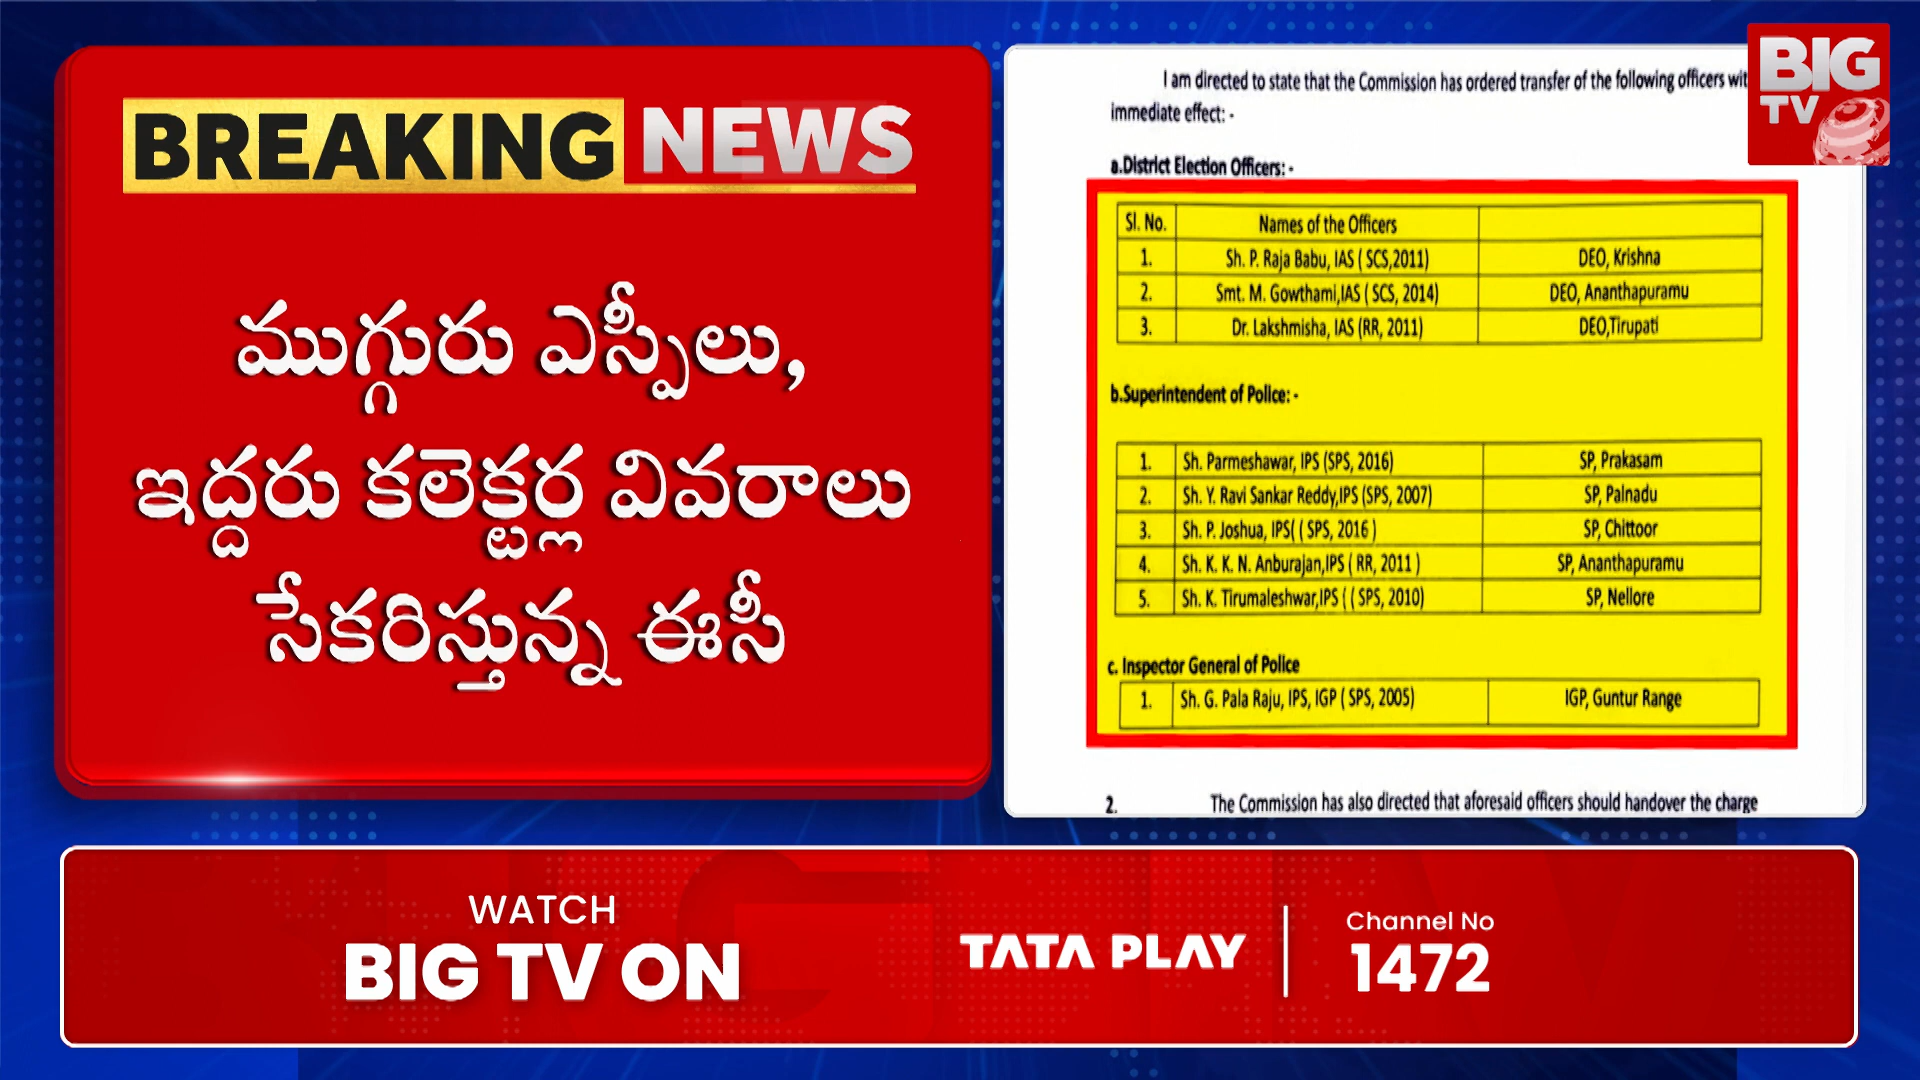 BREAKING NEWS
ముగ్గురు ఎస్పీలు,
ఇద్దరు కలెక్టర్ల వివరాలు
సేకరిస్తున్న ఈసీ
I am directed to state that the Commission has ordered transfer of the following officers wit
immediate effect: -
a.District Election Officers: -
Sl. No. Names of the Officers
1. Sh. P. Raja Babu, IAS ( SCS,2011) DEO, Krishna
2. Smt. M. Gowthami,IAS ( SCS, 2014) DEO, Ananthapuramu
3. Dr. Lakshmisha, IAS (RR, 2011) DEO,Tirupati
b.Superintendent of Police: -
1. Sh. Parmeshawar, IPS (SPS, 2016) SP, Prakasam
2. Sh. Y. Ravi Sankar Reddy,IPS (SPS, 2007) SP, Palnadu
3. Sh. P. Joshua, IPS( ( SPS, 2016 ) SP, Chittoor
4. Sh. K. K. N. Anburajan,IPS ( RR, 2011 ) SP, Ananthapuramu
5. Sh. K. Tirumaleshwar,IPS ( ( SPS, 2010) SP, Nellore
c. Inspector General of Police
1. Sh. G. Pala Raju, IPS, IGP ( SPS, 2005) IGP, Guntur Range
2. The Commission has also directed that aforesaid officers should handover the charge
BIG
TV
WATCH
BIG TV ON
TATA PLAY
Channel No
1472